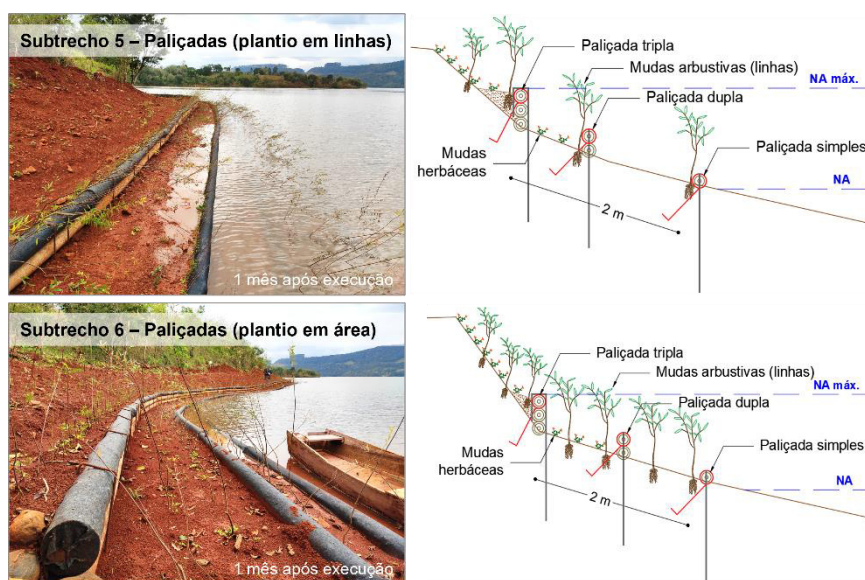 Subtrecho 5 – Paliçadas (plantio em linhas)
1 mês após execução
Paliçada tripla
NA máx.
Mudas arbustivas (linhas)
Paliçada dupla
Mudas
herbáceas
Paliçada simples
NA
2 m
Subtrecho 6 – Paliçadas (plantio em área)
1 mês após execução
Paliçada tripla
Mudas arbustivas (linhas)
NA máx.
Paliçada dupla
Mudas
herbáceas
Paliçada simples
NA
2 m